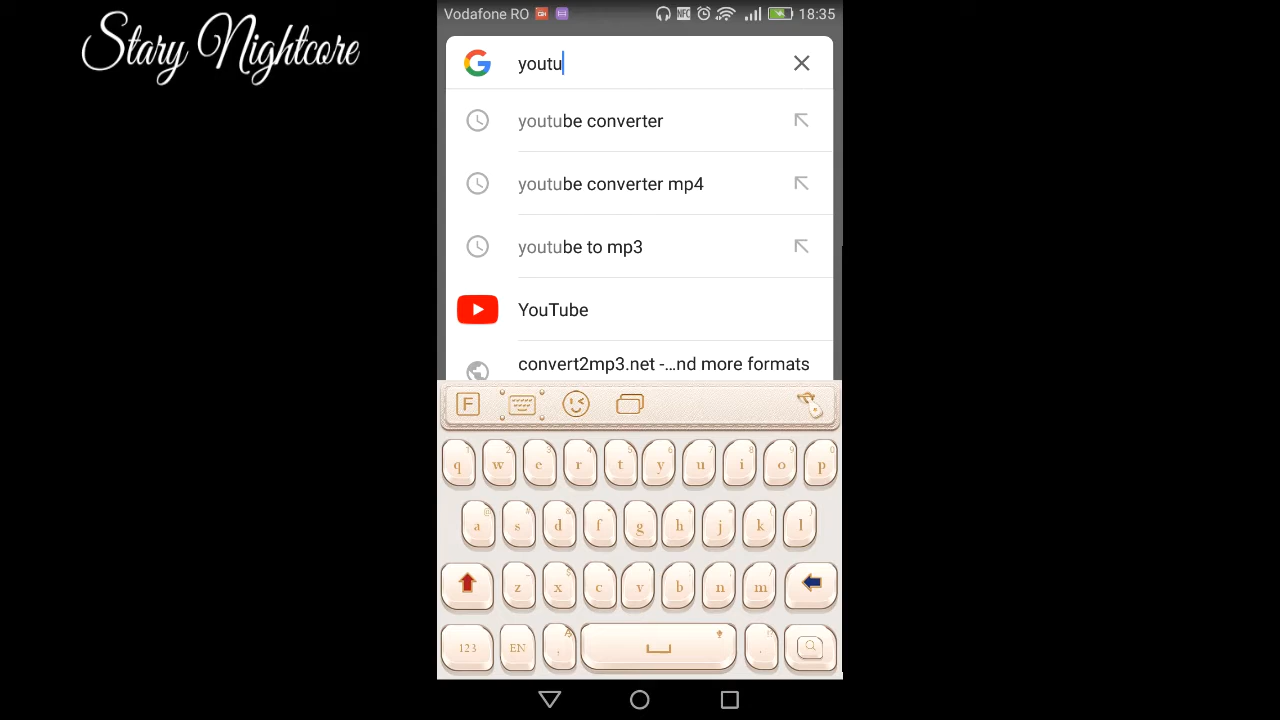 Stary Nightcore
Vodafone RO 18:35
youtu
youtube converter
youtube converter mp4
youtube to mp3
YouTube
convert2mp3.net -...nd more formats
F
q w e r t y u i o p
a s d f g h j k l
z x c v b n m
123 EN , .